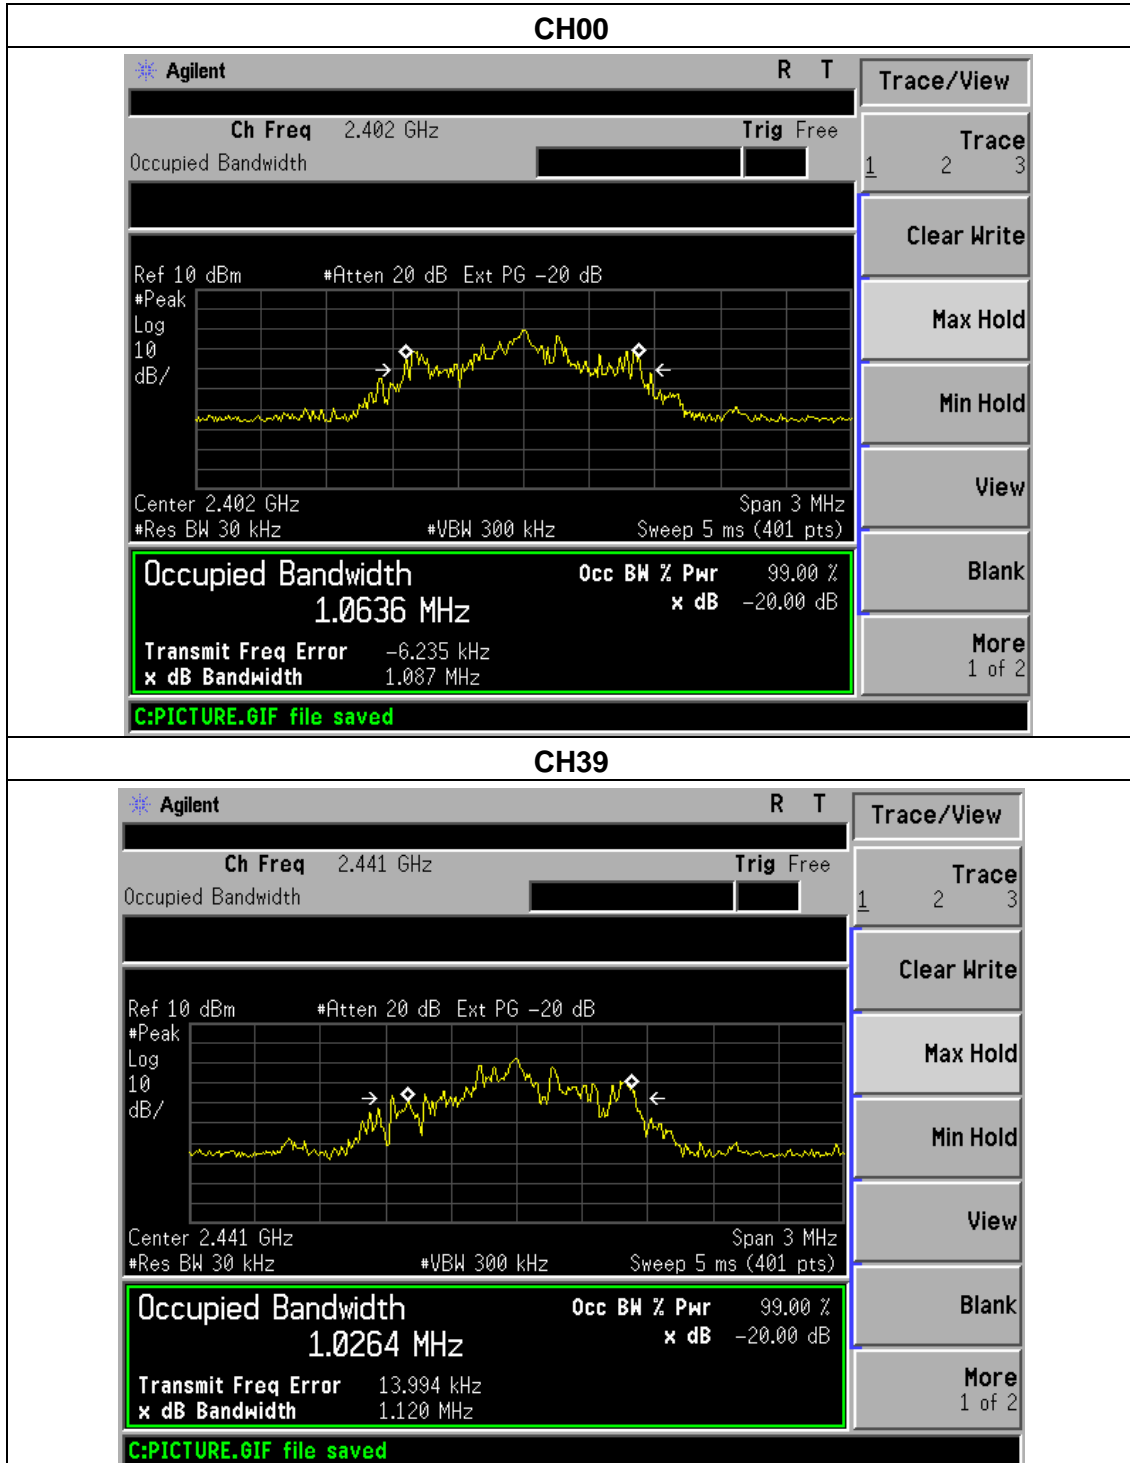 CH00
Agilent R T
Trace/View
Ch Freq 2.402 GHz Trig Free
Occupied Bandwidth
Trace
1 2 3
Clear Write
Ref 10 dBm #Atten 20 dB Ext PG -20 dB
#Peak
Log
10
dB/
Max Hold
Min Hold
View
Center 2.402 GHz Span 3 MHz
#Res BW 30 kHz #VBW 300 kHz Sweep 5 ms (401 pts)
Occupied Bandwidth Occ BW % Pwr 99.00 %
1.0636 MHz x dB -20.00 dB
Blank
Transmit Freq Error -6.235 kHz
x dB Bandwidth 1.087 MHz
More
1 of 2
C:PICTURE.GIF file saved
CH39
Agilent R T
Trace/View
Ch Freq 2.441 GHz Trig Free
Occupied Bandwidth
Trace
1 2 3
Clear Write
Ref 10 dBm #Atten 20 dB Ext PG -20 dB
#Peak
Log
10
dB/
Max Hold
Min Hold
View
Center 2.441 GHz Span 3 MHz
#Res BW 30 kHz #VBW 300 kHz Sweep 5 ms (401 pts)
Occupied Bandwidth Occ BW % Pwr 99.00 %
1.0264 MHz x dB -20.00 dB
Blank
Transmit Freq Error 13.994 kHz
x dB Bandwidth 1.120 MHz
More
1 of 2
C:PICTURE.GIF file saved